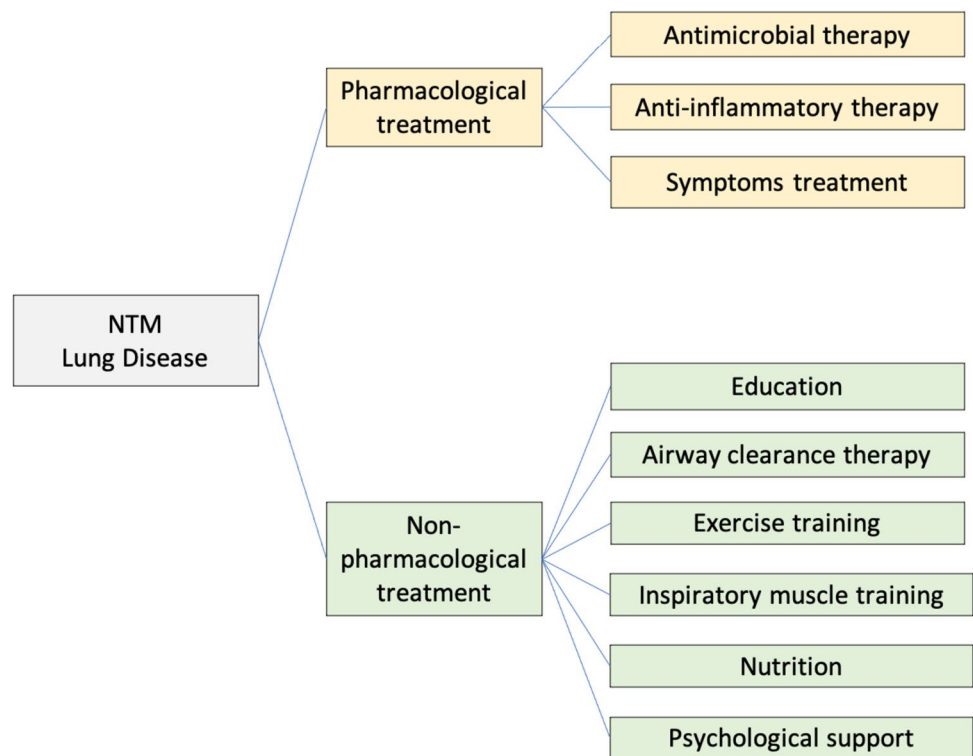 Antimicrobial therapy
Pharmacological
treatment
Anti-inflammatory therapy
Symptoms treatment
NTM
Lung Disease
Education
Airway clearance therapy
Non-
pharmacological
treatment
Exercise training
Inspiratory muscle training
Nutrition
Psychological support